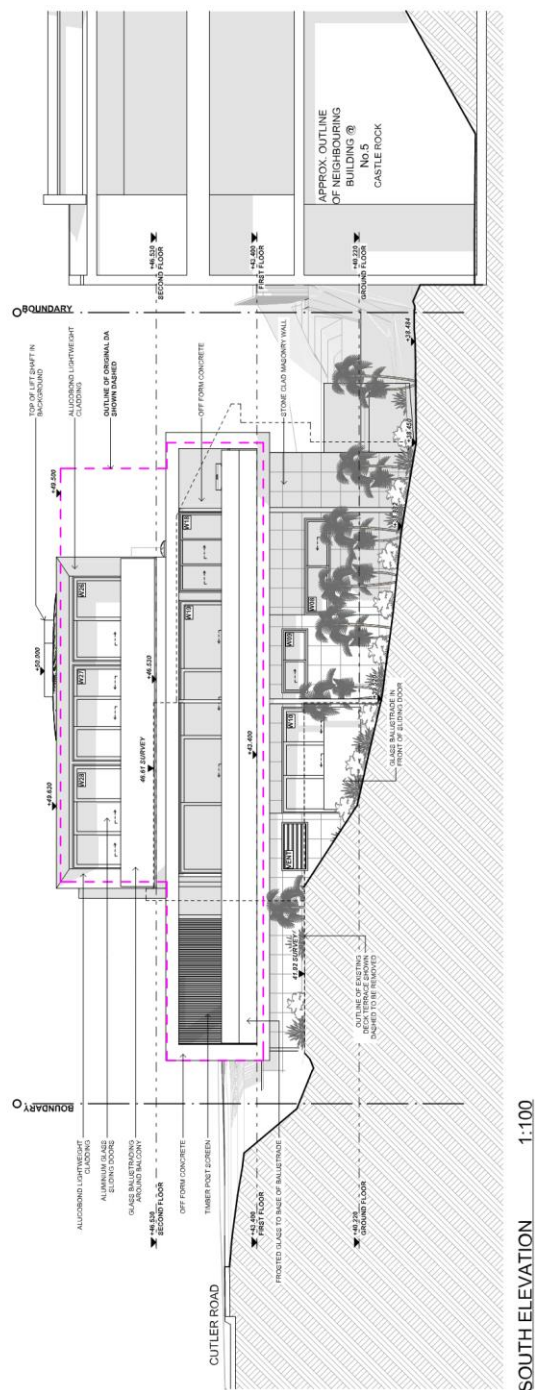 TOP OF LIFT SHAFT IN
BACKGROUND
ALUCOBOND LIGHTWEIGHT
CLADDING
OUTLINE OF ORIGINAL DA
SHOWN DASHED
OFF FORM CONCRETE
STONE CLAD MASONRY WALL
BOUNDARY
APPROX. OUTLINE
OF NEIGHBOURING
BUILDING @
No.5
CASTLE ROCK
+46.530
SECOND FLOOR
+43.400
FIRST FLOOR
+40.220
GROUND FLOOR
+49.630
+50.000
+49.500
W28
W27
W26
46.61 SURVEY
+46.530
W19
W18
+43.400
VENT
W10
W09
W08
41.92 SURVEY
+38.450
+38.484
BOUNDARY
ALUCOBOND LIGHTWEIGHT
CLADDING
ALUMINIUM GLASS
SLIDING DOORS
GLASS BALUSTRADING
AROUND BALCONY
OFF FORM CONCRETE
TIMBER POST SCREEN
FROSTED GLASS TO BASE OF BALUSTRADE
OUTLINE OF EXISTING
DECK TERRACE SHOWN
DASHED TO BE REMOVED
GLASS BALUSTRADE IN
FRONT OF SLIDING DOOR
+46.530
SECOND FLOOR
+43.400
FIRST FLOOR
+40.220
GROUND FLOOR
CUTLER ROAD
SOUTH ELEVATION 1:100